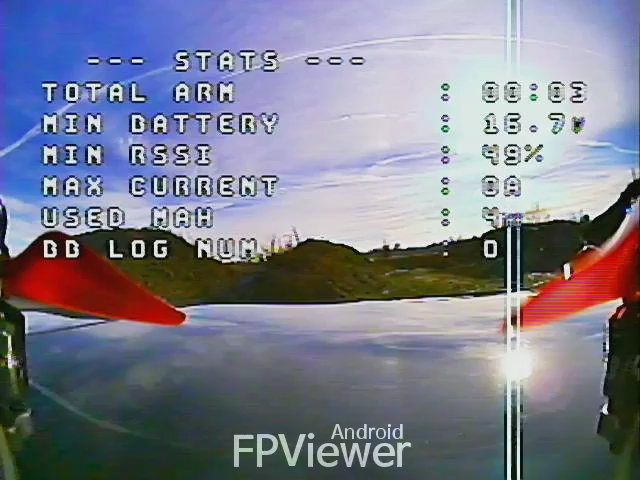 --- STATS ---
TOTAL ARM : 00:03
MIN BATTERY : 16.7V
MIN RSSI : 49%
MAX CURRENT : 0A
USED MAH : 4
BB LOG NUM : 0
Android
FPViewer